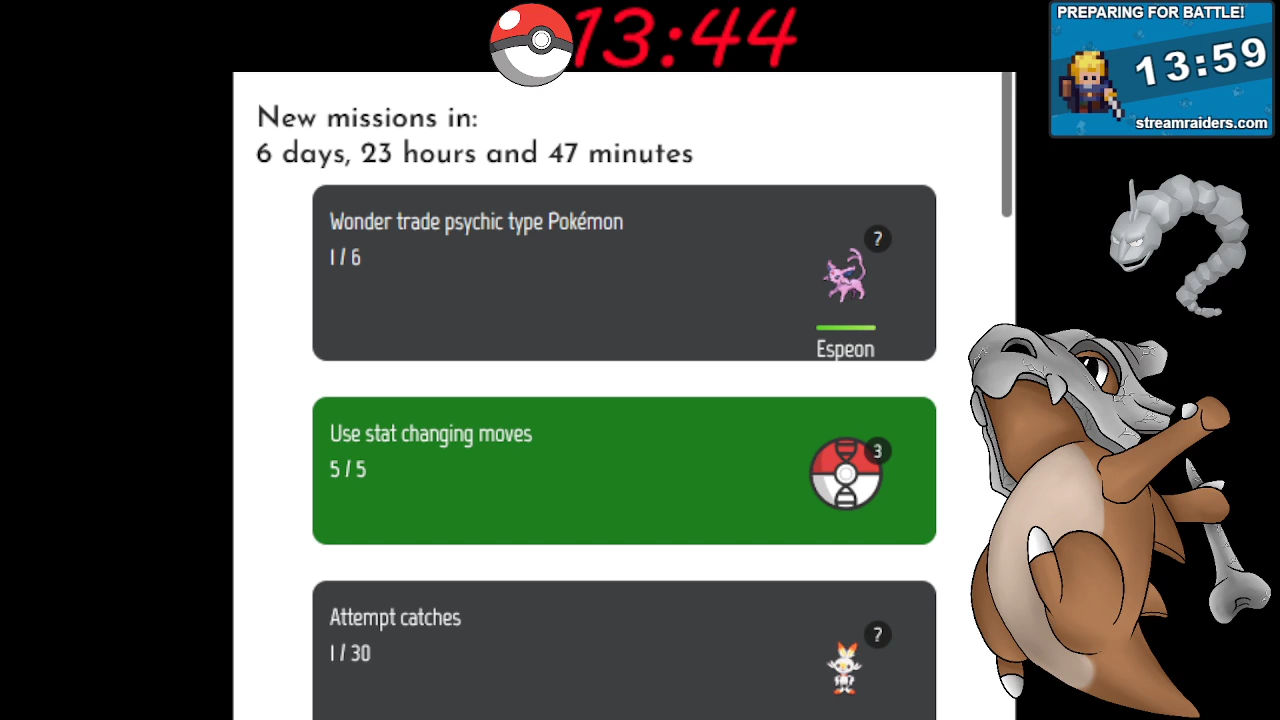 13:44
PREPARING FOR BATTLE!
13:59
streamraiders.com
New missions in:
6 days, 23 hours and 47 minutes
Wonder trade psychic type Pokémon
1 / 6
?
Espeon
Use stat changing moves
5 / 5
3
Attempt catches
1 / 30
?